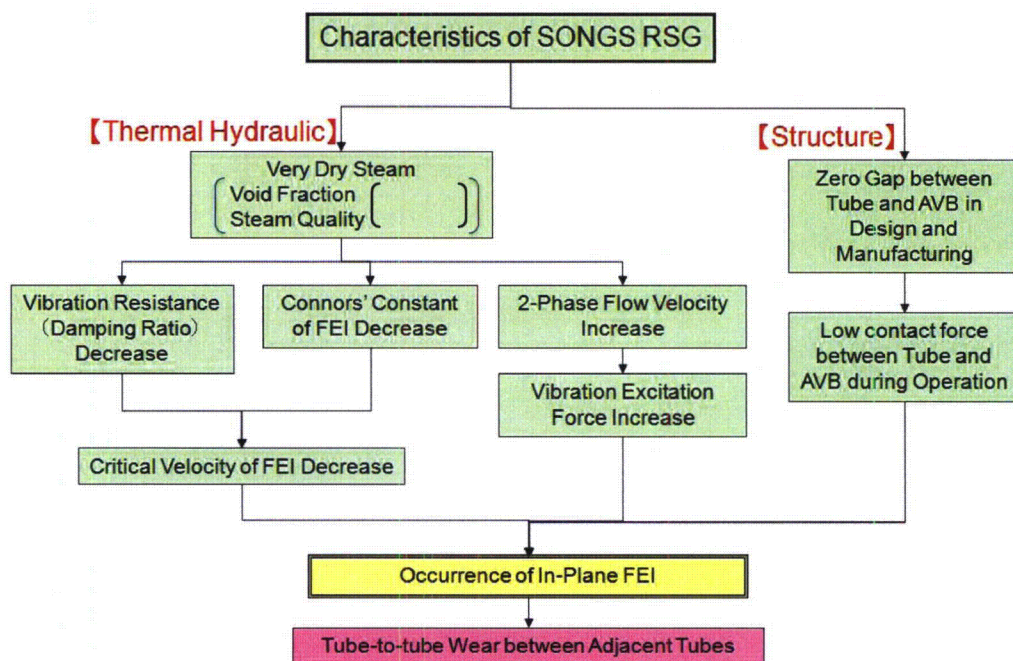 Characteristics of SONGS RSG
【Thermal Hydraulic】
【Structure】
Very Dry Steam
Void Fraction
Steam Quality
Zero Gap between
Tube and AVB in
Design and
Manufacturing
Vibration Resistance
(Damping Ratio)
Decrease
Connors' Constant
of FEI Decrease
2-Phase Flow Velocity
Increase
Low contact force
between Tube and
AVB during Operation
Vibration Excitation
Force Increase
Critical Velocity of FEI Decrease
Occurrence of In-Plane FEI
Tube-to-tube Wear between Adjacent Tubes